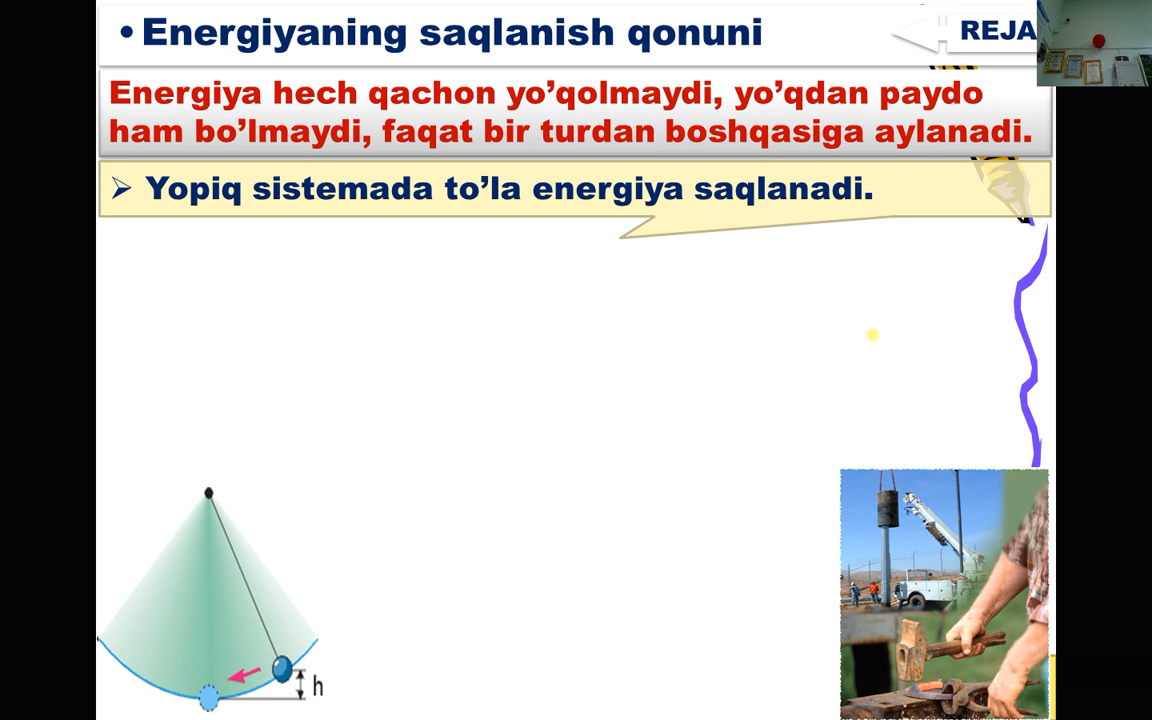 • Energiyaning saqlanish qonuni
REJA
Energiya hech qachon yo’qolmaydi, yo’qdan paydo
ham bo’lmaydi, faqat bir turdan boshqasiga aylanadi.
➢ Yopiq sistemada to’la energiya saqlanadi.
h